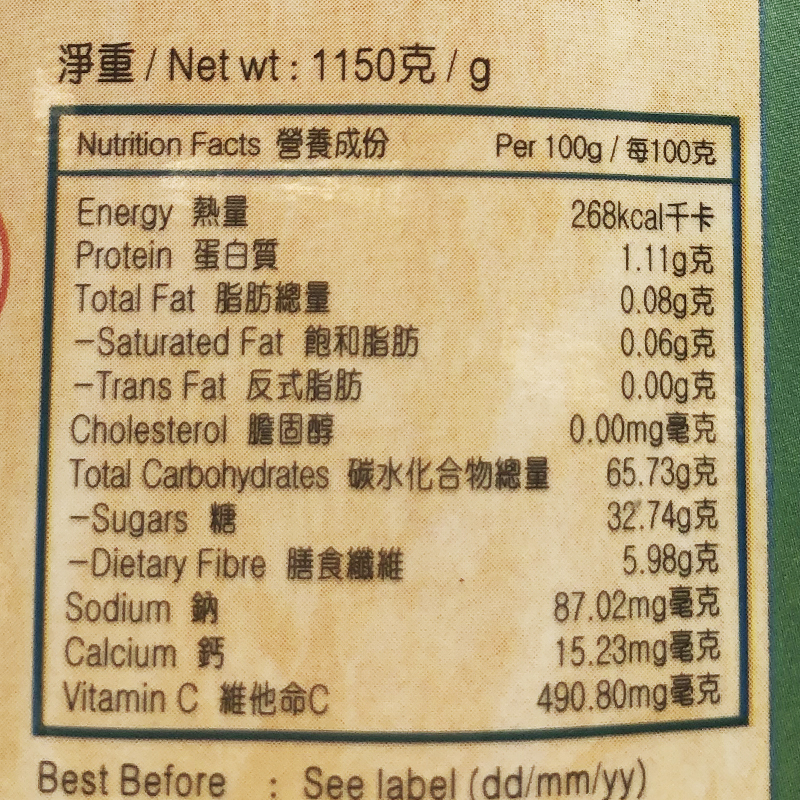 淨重 / Net wt : 1150克 / g
Nutrition Facts 營養成份 Per 100g / 每100克
Energy 熱量 268kcal千卡
Protein 蛋白質 1.11g克
Total Fat 脂肪總量 0.08g克
–Saturated Fat 飽和脂肪 0.06g克
–Trans Fat 反式脂肪 0.00g克
Cholesterol 膽固醇 0.00mg毫克
Total Carbohydrates 碳水化合物總量 65.73g克
–Sugars 糖 32.74g克
–Dietary Fibre 膳食纖維 5.98g克
Sodium 鈉 87.02mg毫克
Calcium 鈣 15.23mg毫克
Vitamin C 維他命C 490.80mg毫克
Best Before : See label (dd/mm/yy)